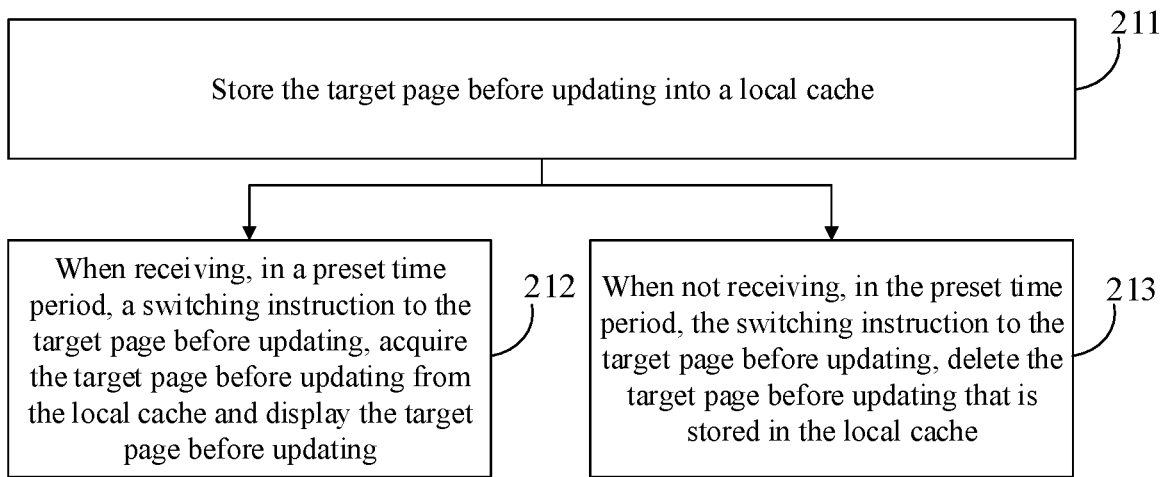 211
Store the target page before updating into a local cache
When receiving, in a preset time
period, a switching instruction to the
target page before updating, acquire
the target page before updating from
the local cache and display the target
page before updating
212
When not receiving, in the preset time
period, the switching instruction to the
target page before updating, delete the
target page before updating that is
stored in the local cache
213